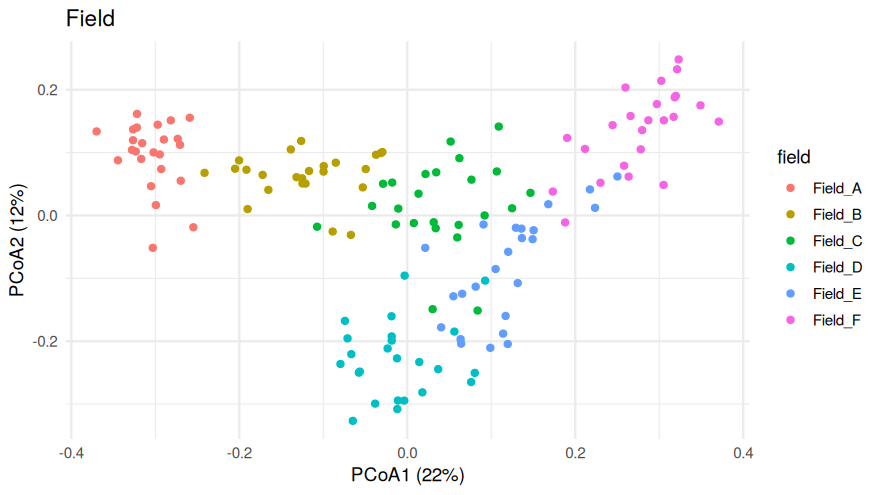 Field
0.2
0.0
-0.2
PCoA2 (12%)
-0.4
-0.2
0.0
0.2
0.4
PCoA1 (22%)
field
Field_A
Field_B
Field_C
Field_D
Field_E
Field_F